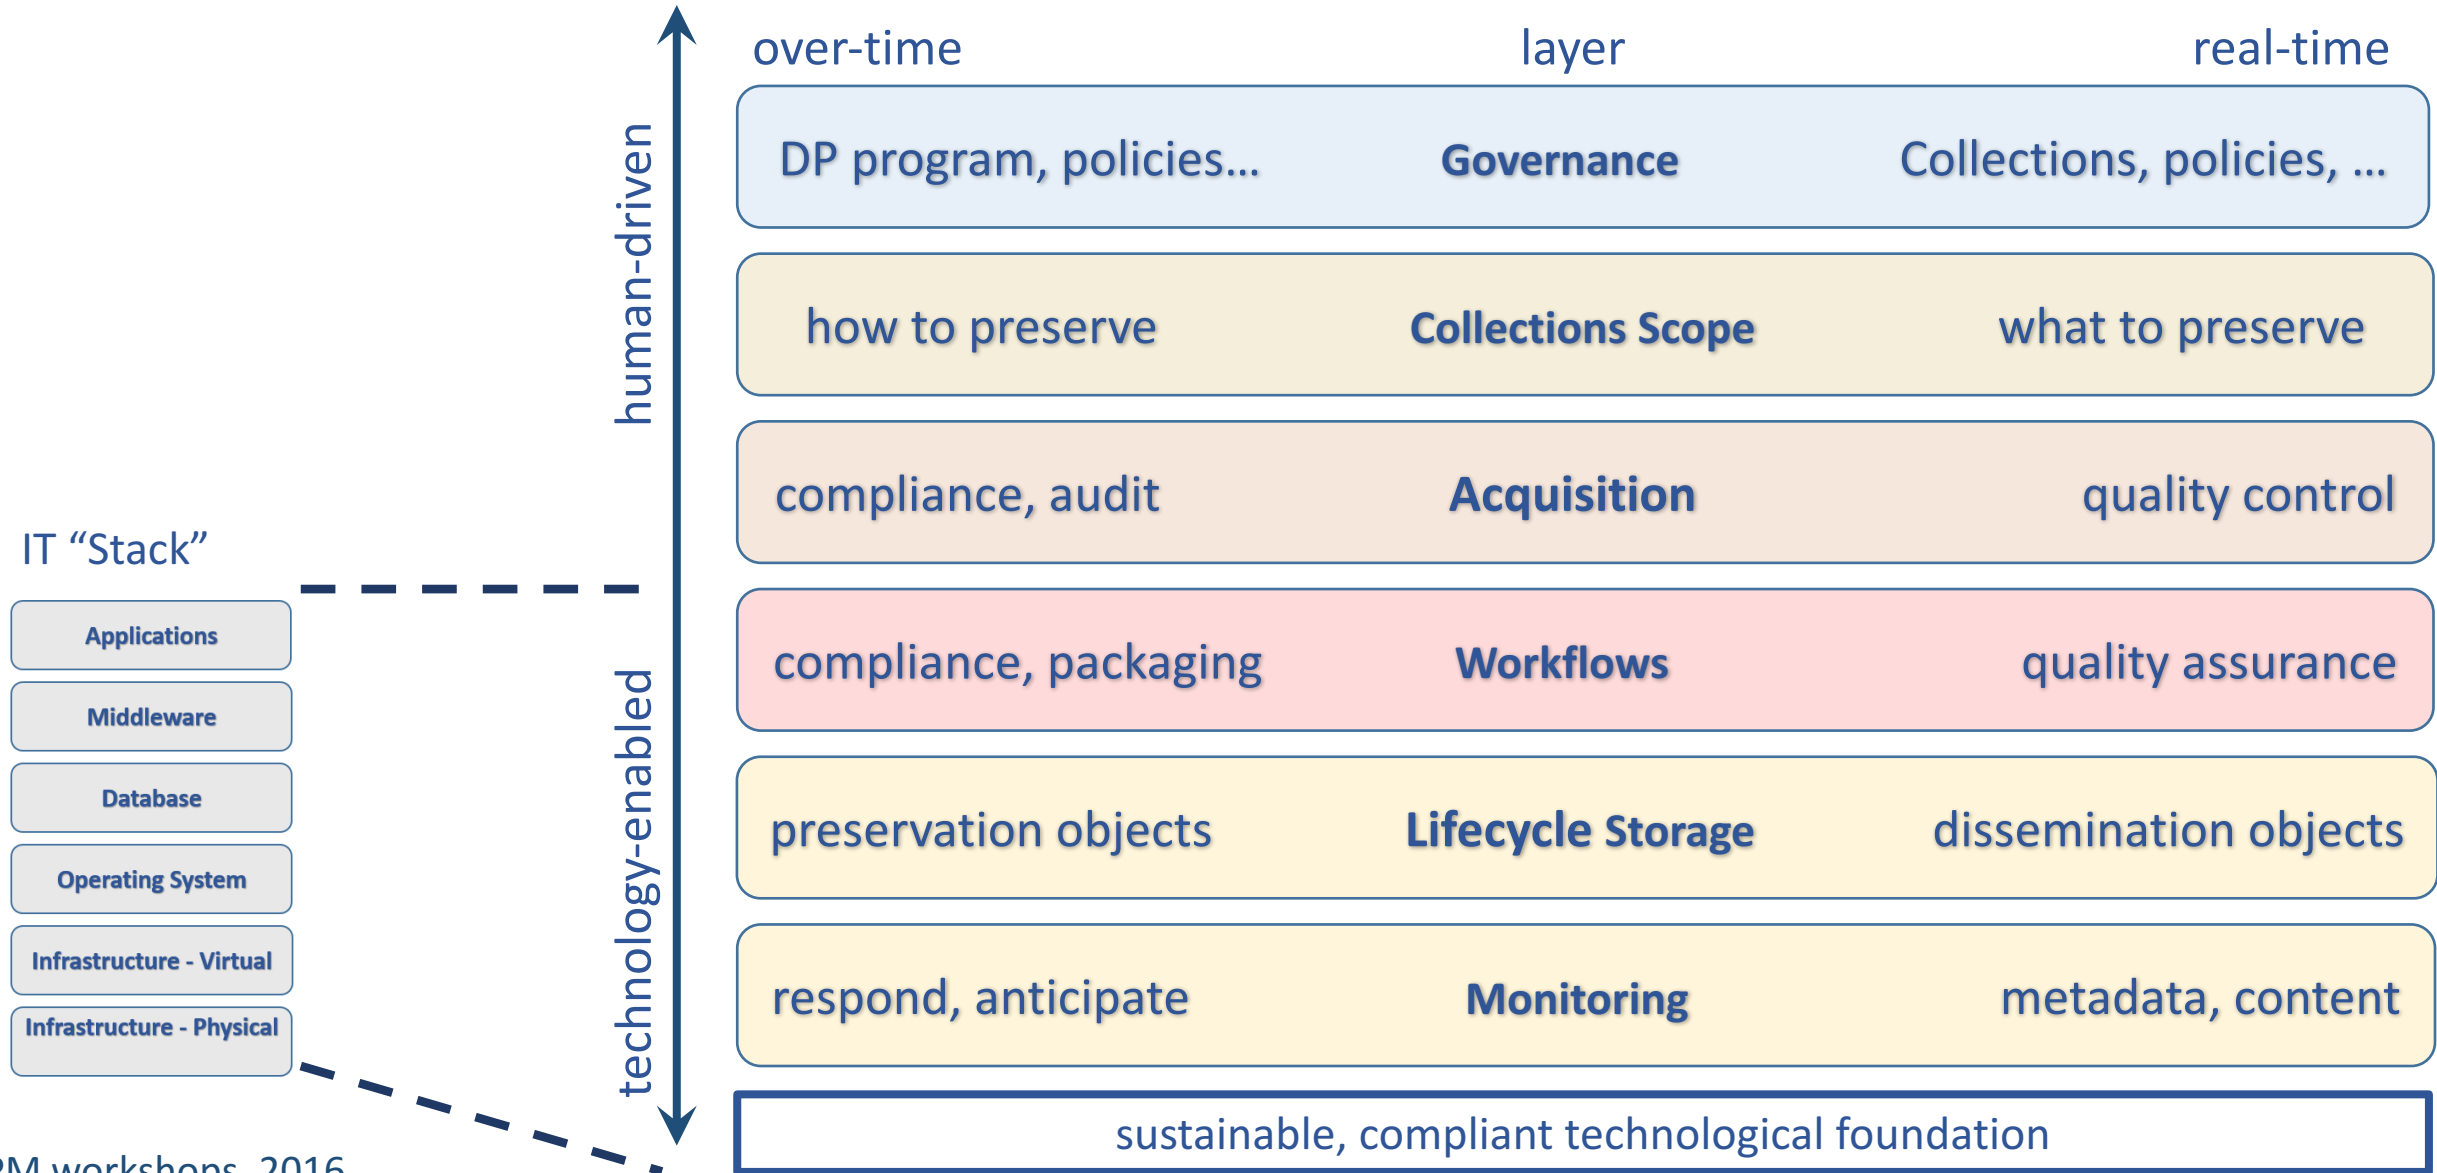 over-time layer real-time
human-driven
DP program, policies... Governance Collections, policies, ...
how to preserve Collections Scope what to preserve
compliance, audit Acquisition quality control
technology-enabled
compliance, packaging Workflows quality assurance
preservation objects Lifecycle Storage dissemination objects
respond, anticipate Monitoring metadata, content
sustainable, compliant technological foundation
IT “Stack”
Applications
Middleware
Database
Operating System
Infrastructure - Virtual
Infrastructure - Physical
workshops, 2016